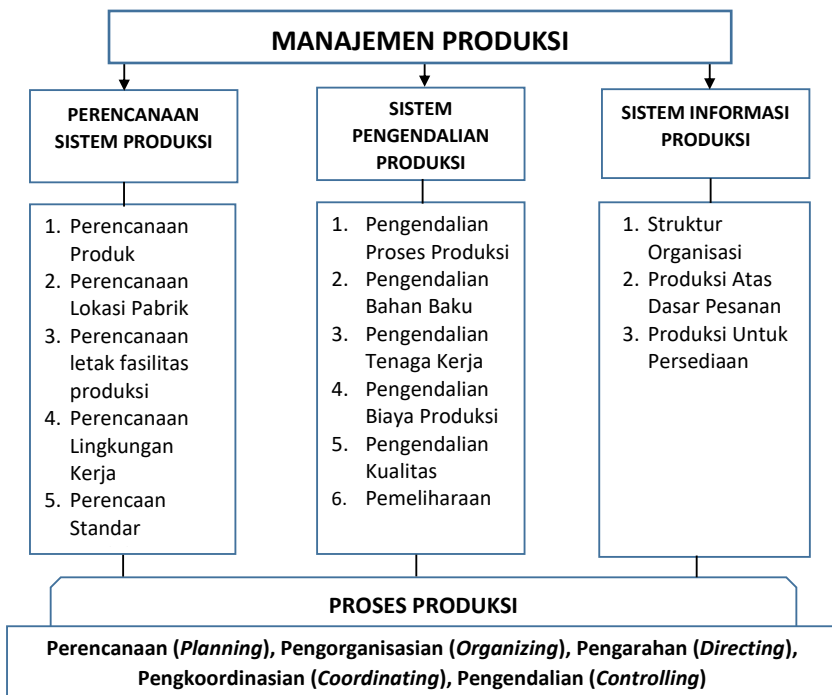 MANAJEMEN PRODUKSI
PERENCANAAN
SISTEM PRODUKSI
1. Perencanaan
Produk
2. Perencanaan
Lokasi Pabrik
3. Perencanaan
letak fasilitas
produksi
4. Perencanaan
Lingkungan
Kerja
5. Perencaan
Standar
SISTEM
PENGENDALIAN
PRODUKSI
1. Pengendalian
Proses Produksi
2. Pengendalian
Bahan Baku
3. Pengendalian
Tenaga Kerja
4. Pengendalian
Biaya Produksi
5. Pengendalian
Kualitas
6. Pemeliharaan
SISTEM INFORMASI
PRODUKSI
1. Struktur
Organisasi
2. Produksi Atas
Dasar Pesanan
3. Produksi Untuk
Persediaan
PROSES PRODUKSI
Perencanaan (Planning), Pengorganisasian (Organizing), Pengarahan (Directing),
Pengkoordinasian (Coordinating), Pengendalian (Controlling)